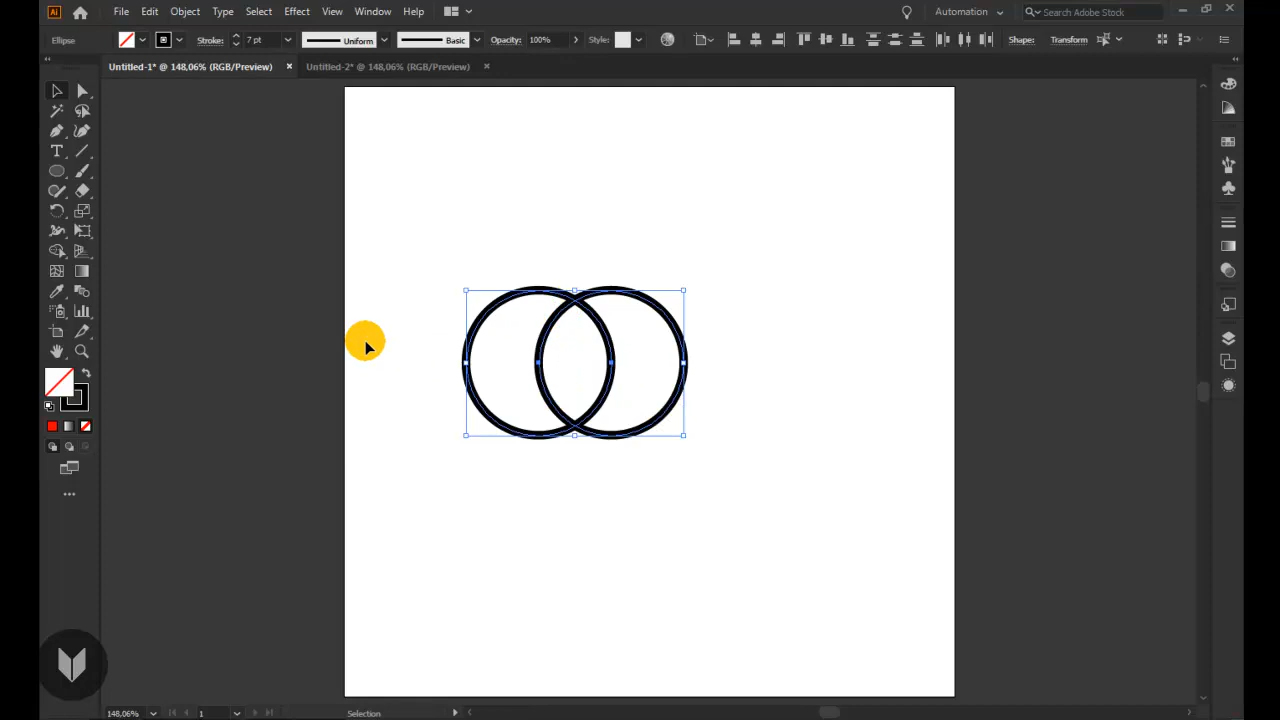 Ai File Edit Object Type Select Effect View Window Help Automation Search Adobe Stock
Ellipse Stroke: 7 pt Uniform Basic Opacity: 100% Style: Shape: Transform
Untitled-1* @ 148,06% (RGB/Preview) × Untitled-2* @ 148,06% (RGB/Preview) ×
148,06% 1 Selection